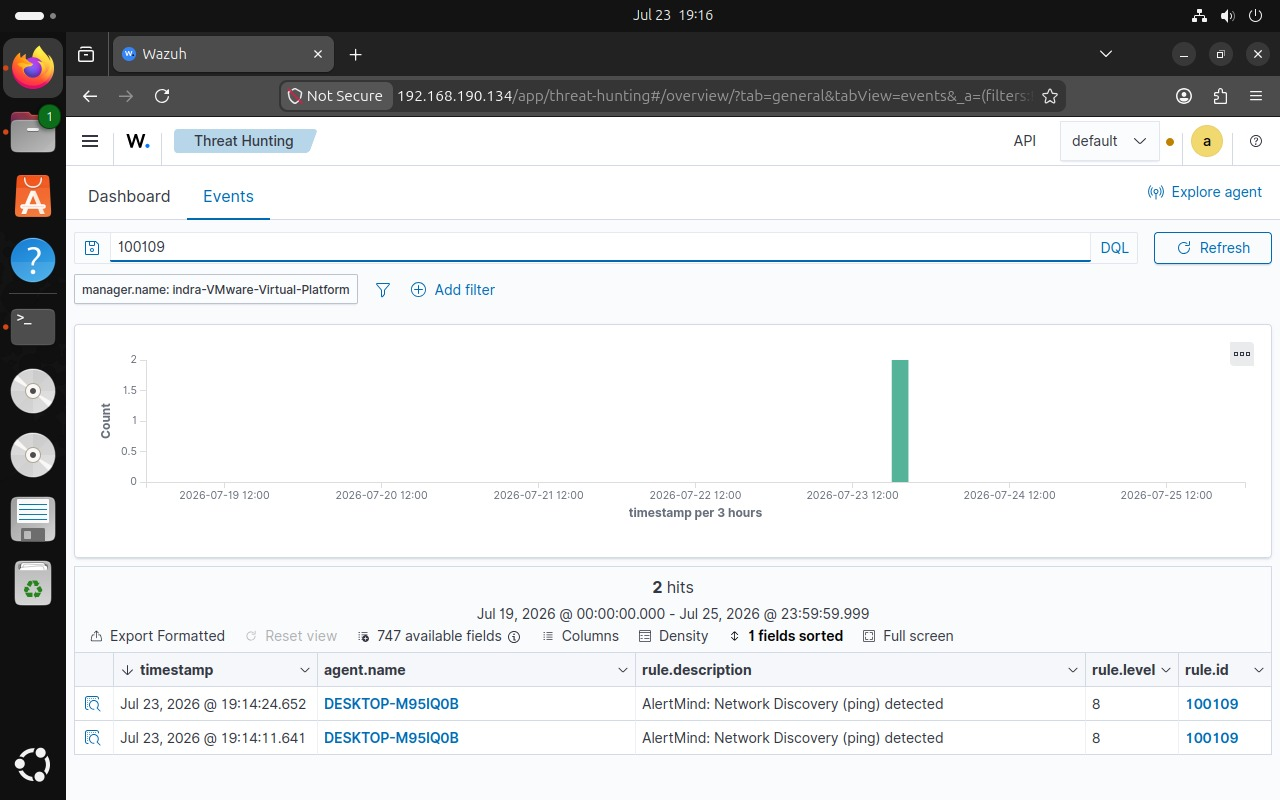 Jul 23 19:16
1
Wazuh
Not Secure 192.168.190.134/app/threat-hunting#/overview/?tab=general&tabView=events&_a=(filters:
W. Threat Hunting API default a
Dashboard Events Explore agent
100109 DQL Refresh
manager.name: indra-VMware-Virtual-Platform Add filter
2
1.5
1
0.5
0
Count
2026-07-19 12:00 2026-07-20 12:00 2026-07-21 12:00 2026-07-22 12:00 2026-07-23 12:00 2026-07-24 12:00 2026-07-25 12:00
timestamp per 3 hours
2 hits
Jul 19, 2026 @ 00:00:00.000 - Jul 25, 2026 @ 23:59:59.999
Export Formatted Reset view 747 available fields Columns Density 1 fields sorted Full screen
timestamp agent.name rule.description rule.level rule.id
Jul 23, 2026 @ 19:14:24.652 DESKTOP-M95IQ0B AlertMind: Network Discovery (ping) detected 8 100109
Jul 23, 2026 @ 19:14:11.641 DESKTOP-M95IQ0B AlertMind: Network Discovery (ping) detected 8 100109